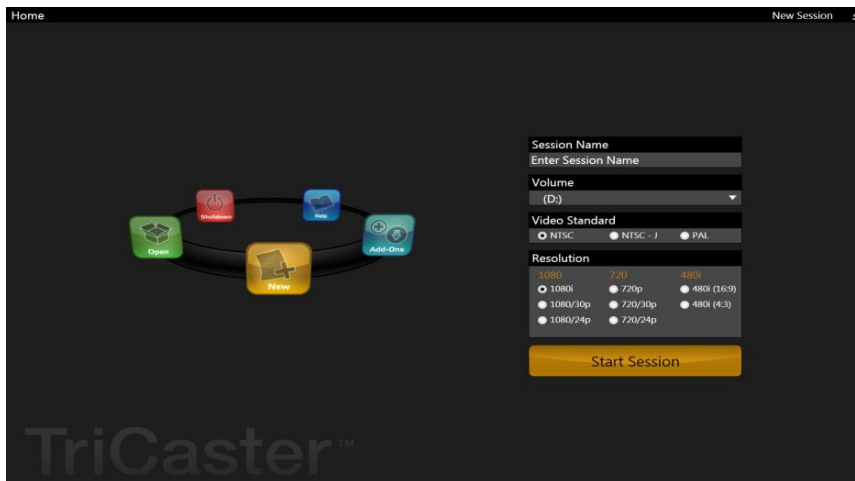 Home
New Session
Shutdown
Help
Open
Add-Ons
New
Session Name
Enter Session Name
Volume
(D:)
Video Standard
NTSC NTSC - J PAL
Resolution
1080 720 480i
1080i 720p 480i (16:9)
1080/30p 720/30p 480i (4:3)
1080/24p 720/24p
Start Session
TriCaster™